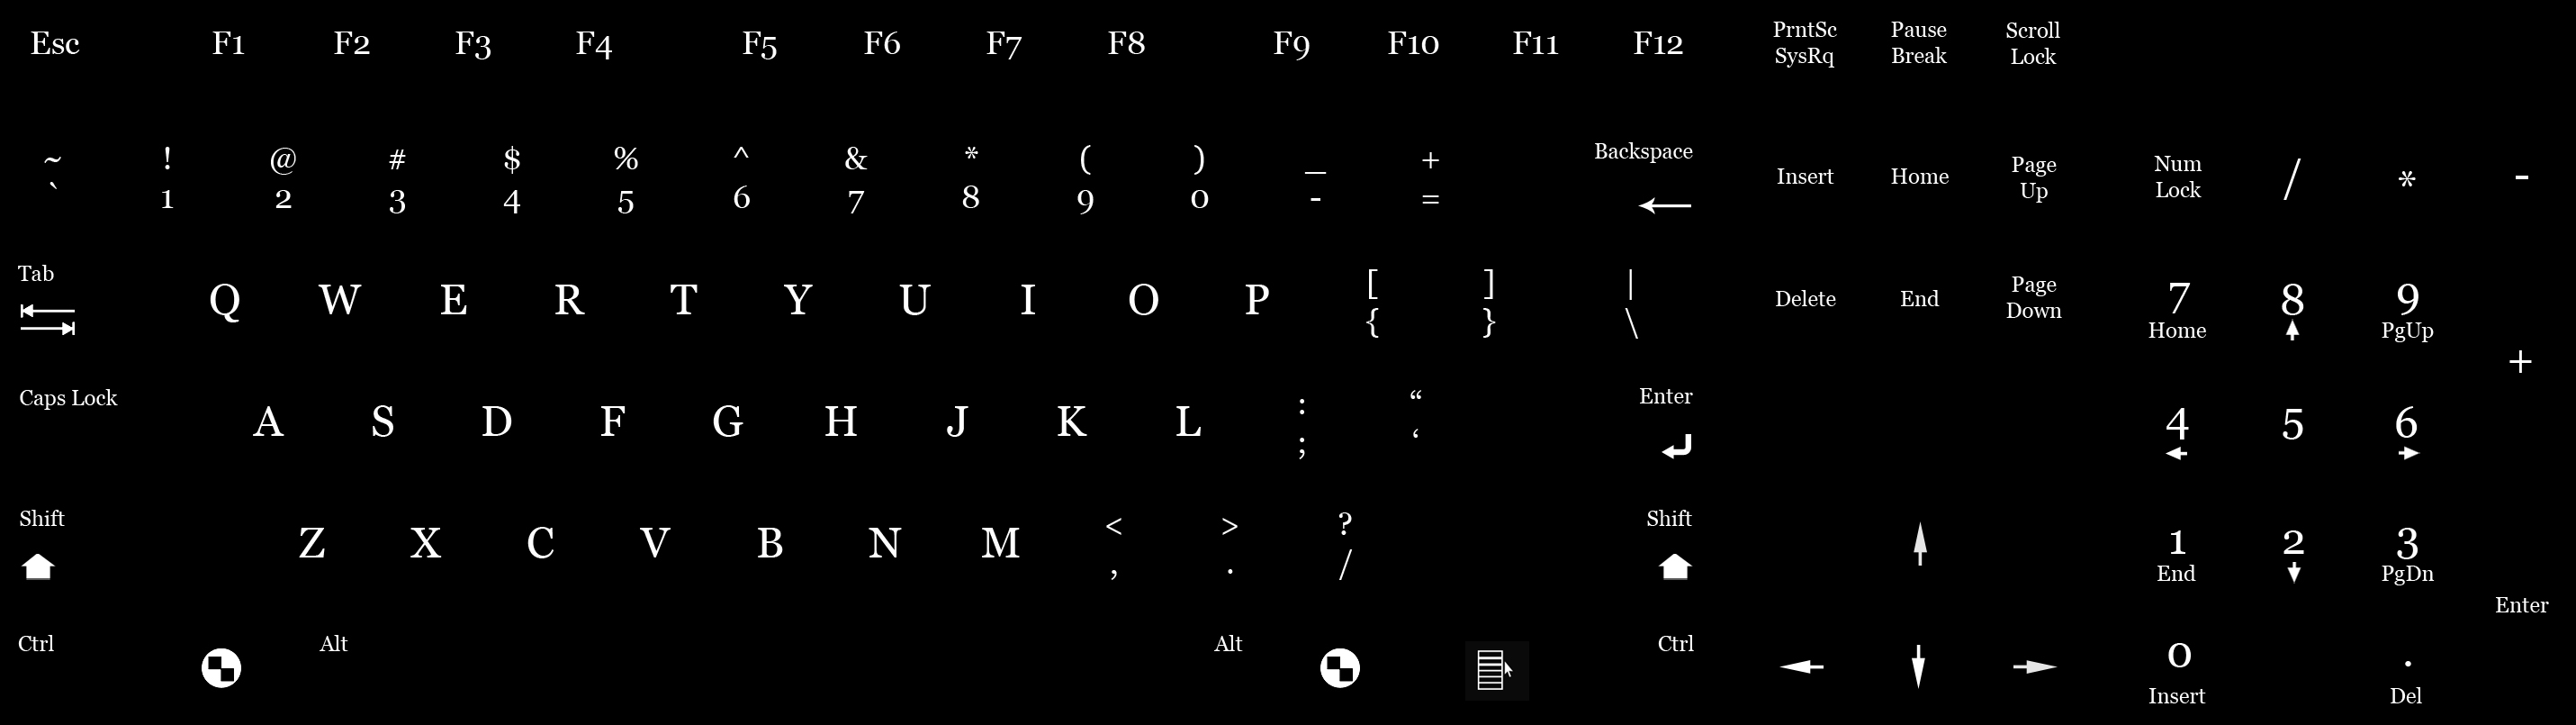 Esc F1 F2 F3 F4 F5 F6 F7 F8 F9 F10 F11 F12 PrntSc Pause Scroll
SysRq Break Lock
~ ! @ # $ % ^ & * ( ) _ + Backspace Insert Home Page Num / * -
` 1 2 3 4 5 6 7 8 9 0 - = Up Lock
Tab Q W E R T Y U I O P [ ] | Delete End Page 7 8 9
{ } \ Down Home PgUp
+
Caps Lock A S D F G H J K L : “ Enter 4 5 6
; ‘
Shift Z X C V B N M < > ? Shift 1 2 3
, . / End PgDn
Enter
Ctrl Alt Alt Ctrl 0 .
Insert Del